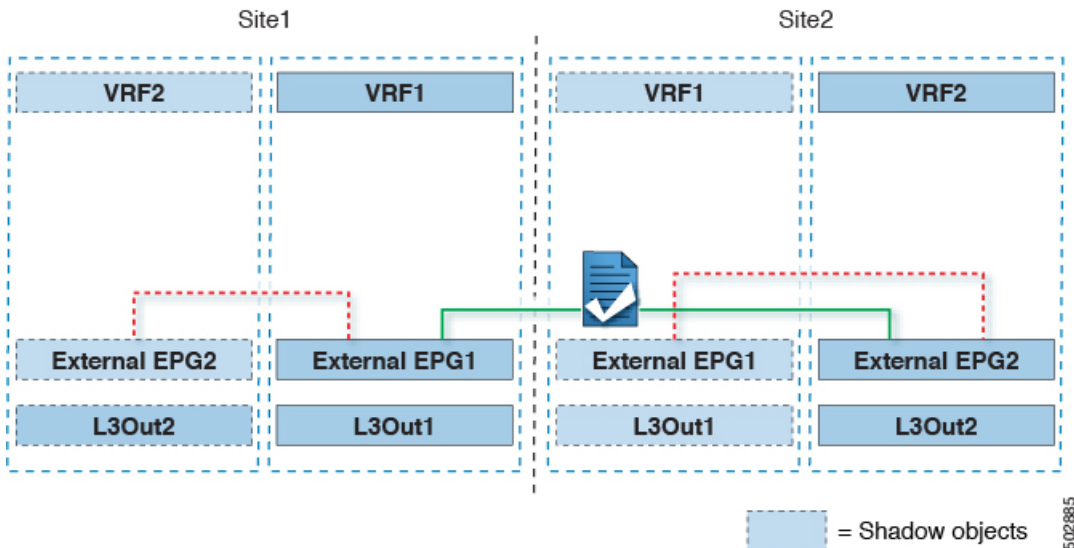 Site1
Site2
VRF2
VRF1
VRF1
VRF2
External EPG2
External EPG1
External EPG1
External EPG2
L3Out2
L3Out1
L3Out1
L3Out2
= Shadow objects
502885